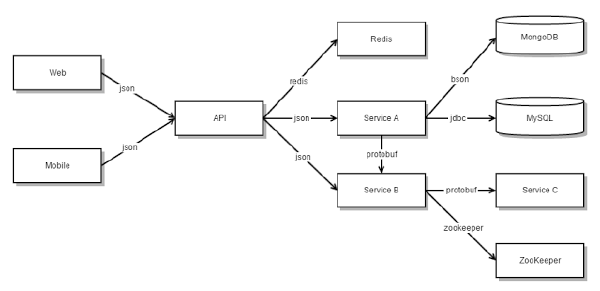 Web
Mobile
json
json
API
redis
json
json
Redis
Service A
protobuf
Service B
bson
jdbc
protobuf
zookeeper
MongoDB
MySQL
Service C
ZooKeeper